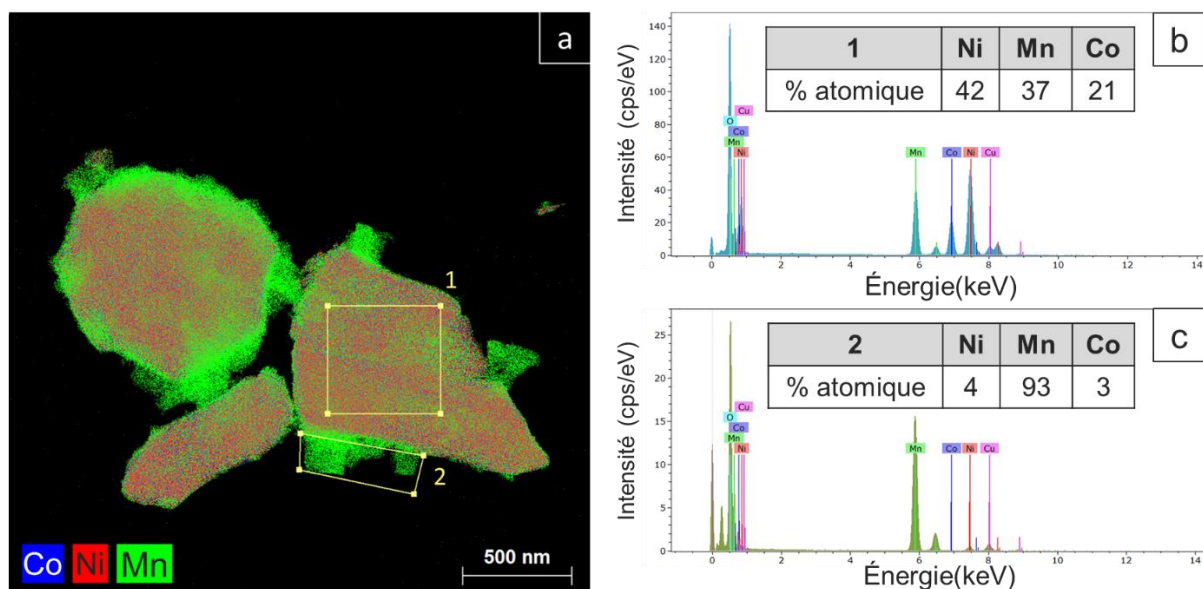 a
1
2
Co Ni Mn
500 nm
b
Intensité (cps/eV)
140
120
100
80
60
40
20
0
1 Ni Mn Co
% atomique 42 37 21
Cu
O
Co
Mn
Ni
Mn Co Ni Cu
0 2 4 6 8 10 12 14
Énergie(keV)
c
Intensité (cps/eV)
25
20
15
10
5
0
2 Ni Mn Co
% atomique 4 93 3
Cu
O
Co
Mn
Ni
Mn Co Ni Cu
0 2 4 6 8 10 12 14
Énergie(keV)